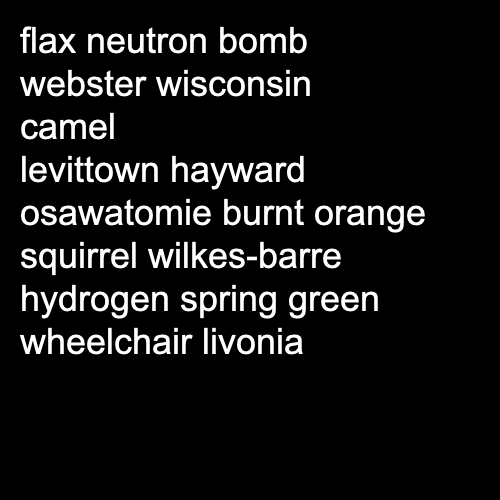 flax neutron bomb
webster wisconsin
camel
levittown hayward
osawatomie burnt orange
squirrel wilkes-barre
hydrogen spring green
wheelchair livonia